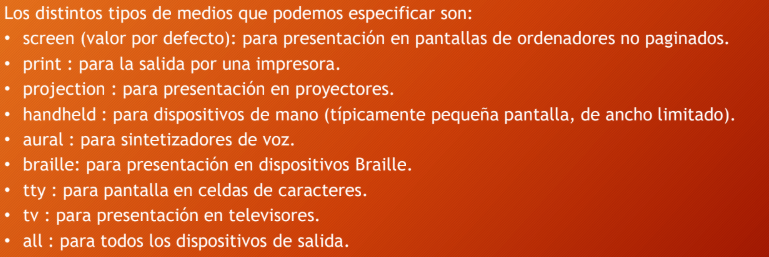 Los distintos tipos de medios que podemos especificar son:
• screen (valor por defecto): para presentación en pantallas de ordenadores no paginados.
• print : para la salida por una impresora.
• projection : para presentación en proyectores.
• handheld : para dispositivos de mano (típicamente pequeña pantalla, de ancho limitado).
• aural : para sintetizadores de voz.
• braille: para presentación en dispositivos Braille.
• tty : para pantalla en celdas de caracteres.
• tv : para presentación en televisores.
• all : para todos los dispositivos de salida.